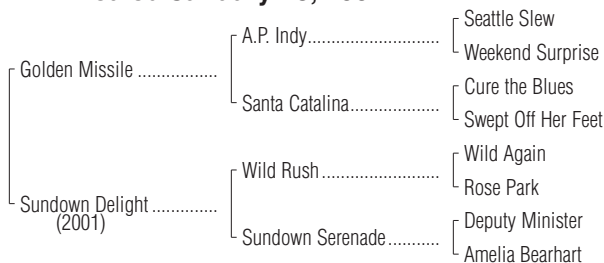 Seattle Slew
A.P. Indy
Weekend Surprise
Golden Missile
Cure the Blues
Santa Catalina
Swept Off Her Feet
Wild Again
Wild Rush
Rose Park
Sundown Delight
(2001)
Deputy Minister
Sundown Serenade
Amelia Bearhart